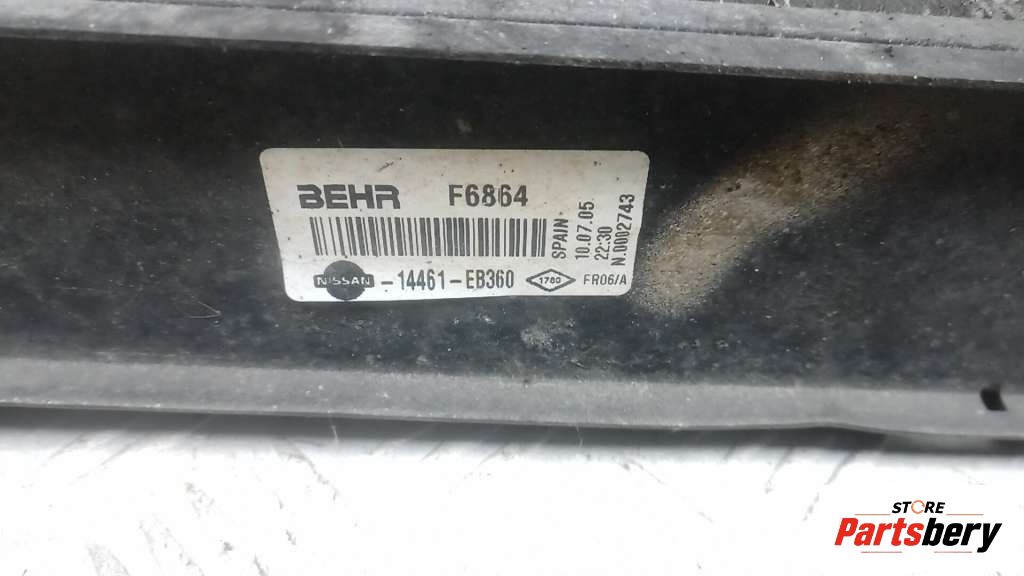 BEHR F6864
SPAIN
10.07.05
22:30
N.0002743
NISSAN -14461-EB360 1780 FR06/A
STORE
Partsbery